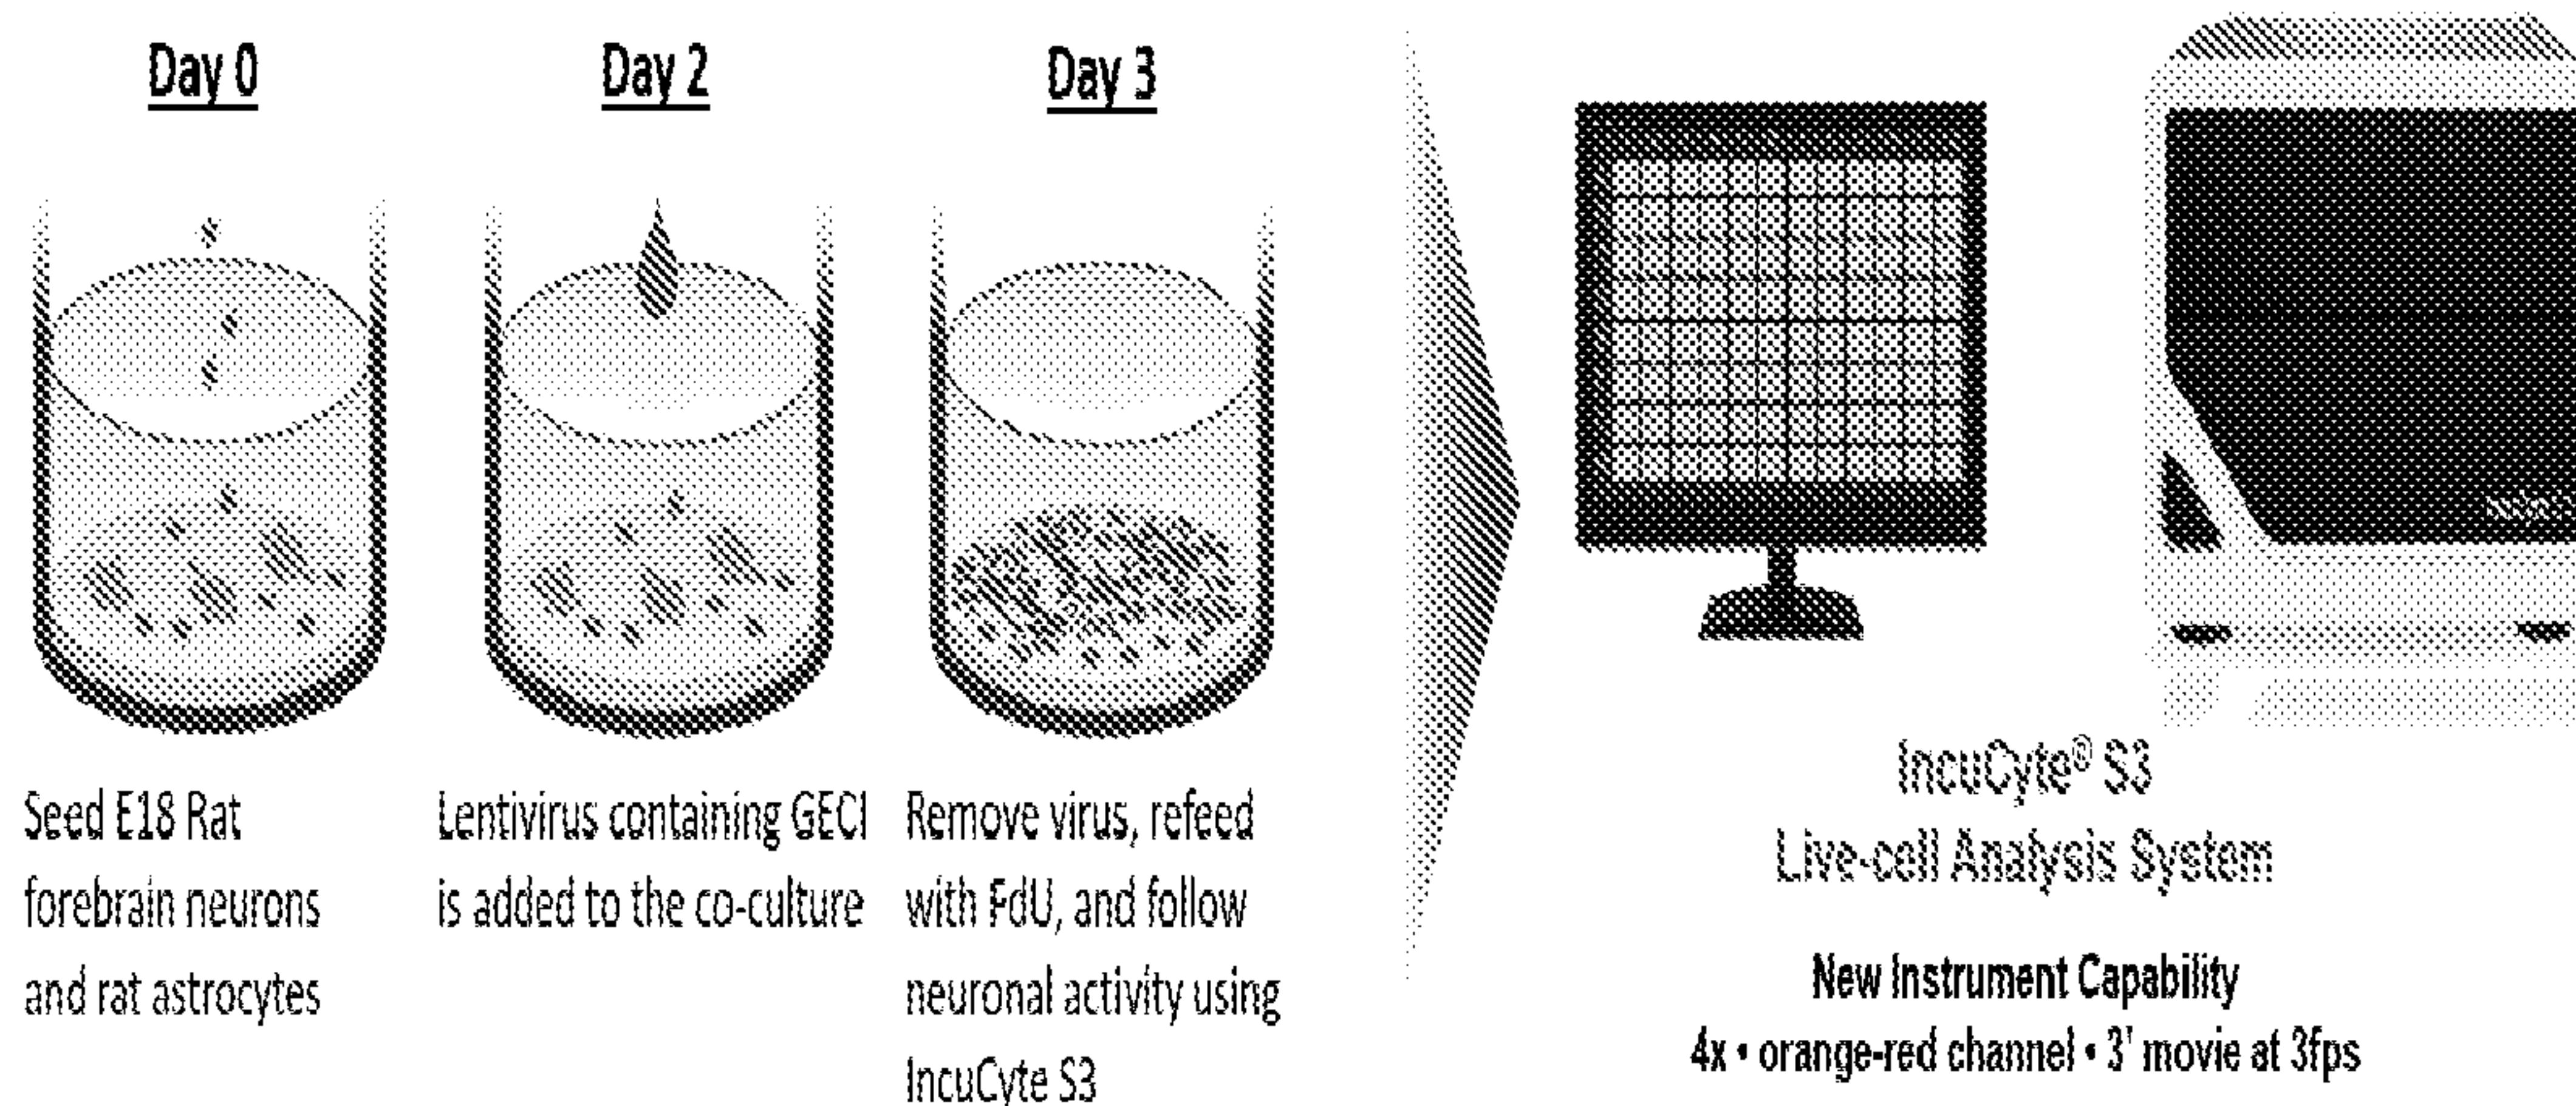 Day 0
Day 2
Day 3
Seed E18 Rat
forebrain neurons
and rat astrocytes
Lentivirus containing GECI
is added to the co-culture
Remove virus, refeed
with FdU, and follow
neuronal activity using
IncuCyte S3
IncuCyte® S3
Live-cell Analysis System
New Instrument Capability
4x • orange-red channel • 3' movie at 3fps